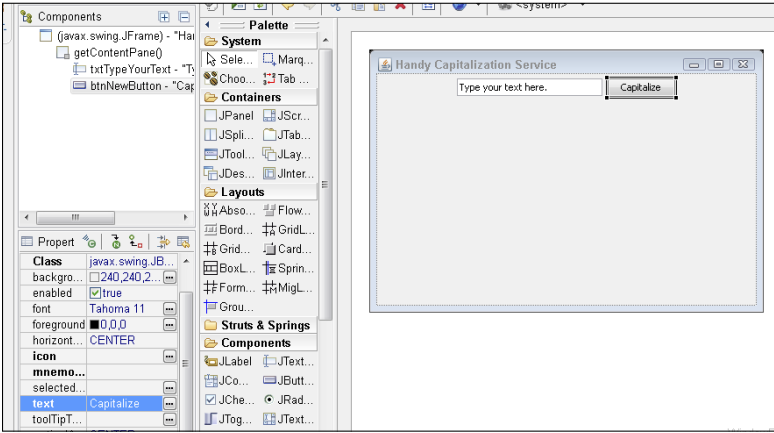 Components
(javax.swing.JFrame) - "Har
getContentPane()
txtTypeYourText - "Ty
btnNewButton - "Cap
Propert
Class javax.swing.JB...
backgro... 240,240,2...
enabled true
font Tahoma 11
foreground 0,0,0
horizont... CENTER
icon
mnemo...
selected...
text Capitalize
toolTipT...
Palette
System
Sele... Marq...
Choo... Tab ...
Containers
JPanel JScr...
JSpli... JTab...
JTool... JLay...
JDes... JInter...
Layouts
Abso... Flow...
Bord... GridL...
Grid... Card...
BoxL... Sprin...
Form... MigL...
Grou...
Struts & Springs
Components
JLabel JText...
JCo... JButt...
JChe... JRad...
JTog... JText...
<system>
Handy Capitalization Service
Type your text here. Capitalize